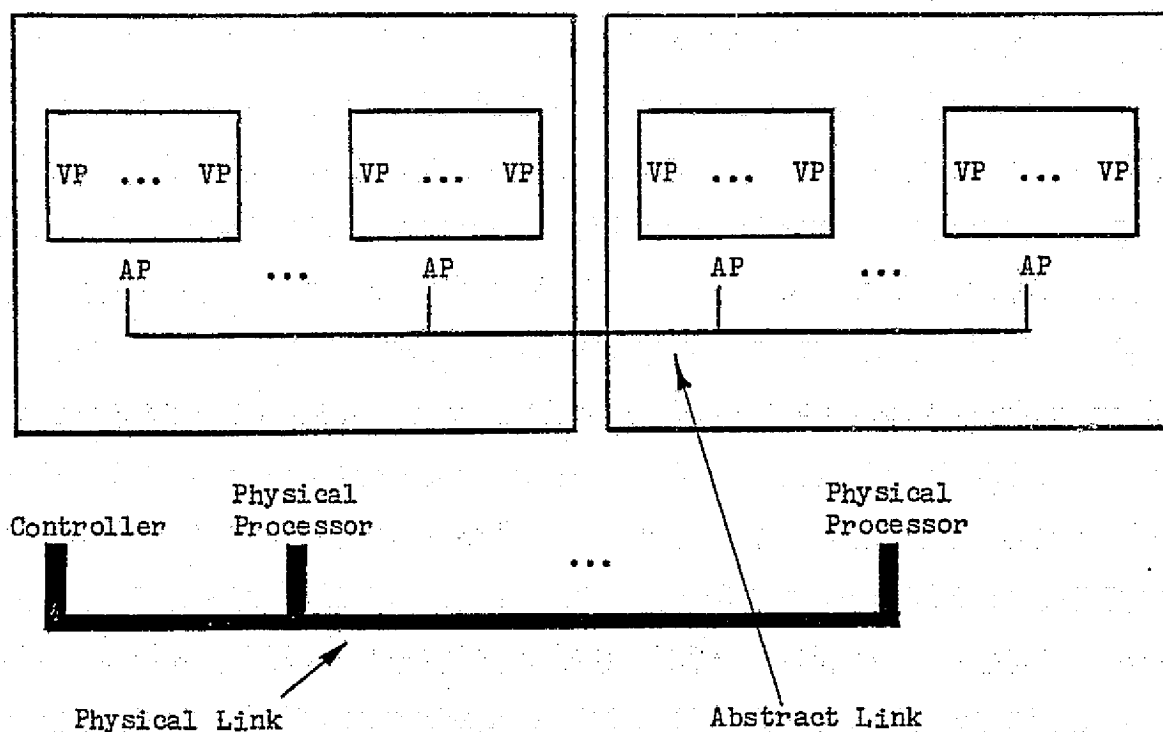 VP ... VP VP ... VP VP ... VP VP ... VP
AP ... AP AP ... AP
Physical Physical
Controller Processor Processor
...
Physical Link Abstract Link